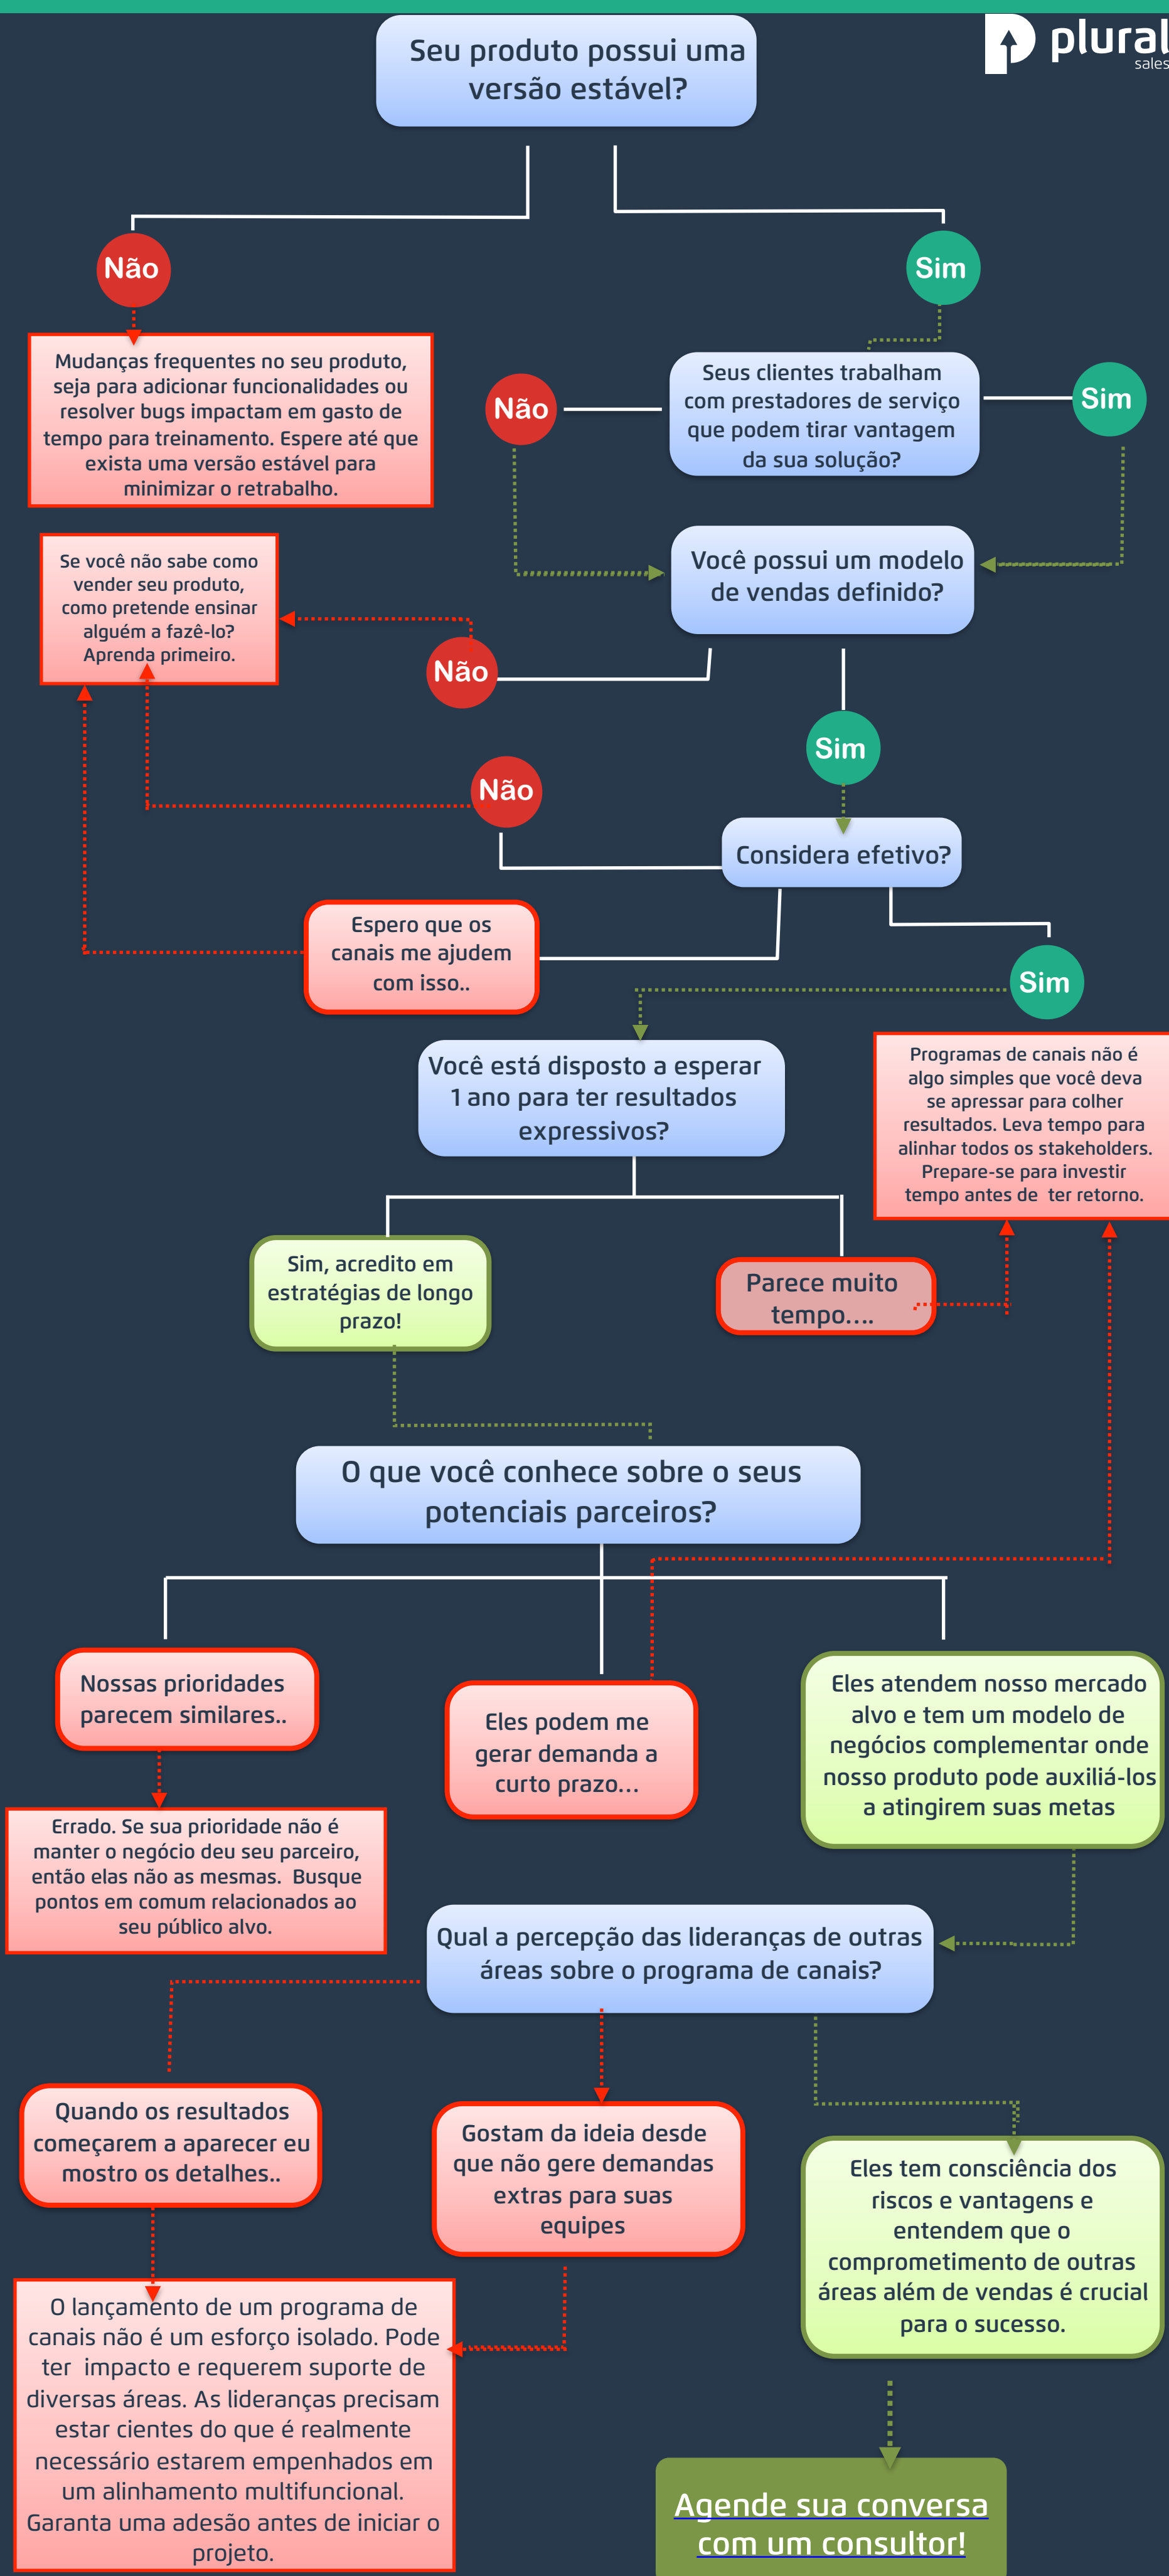 plural
sales
Seu produto possui uma
versão estável?
Não
Sim
Mudanças frequentes no seu produto,
seja para adicionar funcionalidades ou
resolver bugs impactam em gasto de
tempo para treinamento. Espere até que
exista uma versão estável para
minimizar o retrabalho.
Não
Seus clientes trabalham
com prestadores de serviço
que podem tirar vantagem
da sua solução?
Sim
Se você não sabe como
vender seu produto,
como pretende ensinar
alguém a fazê-lo?
Aprenda primeiro.
Você possui um modelo
de vendas definido?
Não
Sim
Não
Considera efetivo?
Espero que os
canais me ajudem
com isso..
Sim
Você está disposto a esperar
1 ano para ter resultados
expressivos?
Programas de canais não é
algo simples que você deva
se apressar para colher
resultados. Leva tempo para
alinhar todos os stakeholders.
Prepare-se para investir
tempo antes de  ter retorno.
Sim, acredito em
estratégias de longo
prazo!
Parece muito
tempo....
O que você conhece sobre o seus
potenciais parceiros?
Nossas prioridades
parecem similares..
Eles podem me
gerar demanda a
curto prazo...
Eles atendem nosso mercado
alvo e tem um modelo de
negócios complementar onde
nosso produto pode auxiliá-los
a atingirem suas metas
Errado. Se sua prioridade não é
manter o negócio deu seu parceiro,
então elas não as mesmas.  Busque
pontos em comum relacionados ao
seu público alvo.
Qual a percepção das lideranças de outras
áreas sobre o programa de canais?
Quando os resultados
começarem a aparecer eu
mostro os detalhes..
Gostam da ideia desde
que não gere demandas
extras para suas
equipes
Eles tem consciência dos
riscos e vantagens e
entendem que o
comprometimento de outras
áreas além de vendas é crucial
para o sucesso.
O lançamento de um programa de
canais não é um esforço isolado. Pode
ter  impacto e requerem suporte de
diversas áreas. As lideranças precisam
estar cientes do que é realmente
necessário estarem empenhados em
um alinhamento multifuncional.
Garanta uma adesão antes de iniciar o
projeto.
Agende sua conversa
com um consultor!